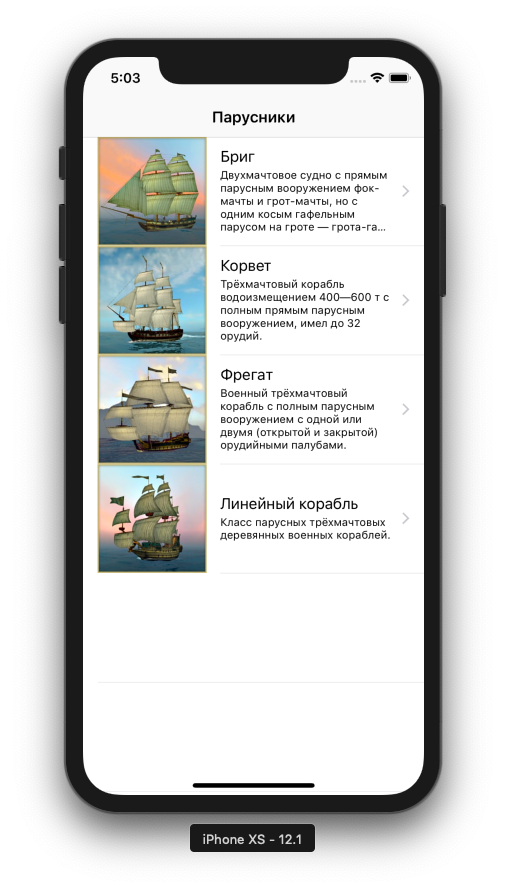 5:03
Парусники
Бриг
Двухмачтовое судно с прямым
парусным вооружением фок-
мачты и грот-мачты, но с
одним косым гафельным
парусом на гроте — грота-га...
Корвет
Трёхмачтовый корабль
водоизмещением 400—600 т с
полным прямым парусным
вооружением, имел до 32
орудий.
Фрегат
Военный трёхмачтовый
корабль с полным парусным
вооружением с одной или
двумя (открытой и закрытой)
орудийными палубами.
Линейный корабль
Класс парусных трёхмачтовых
деревянных военных кораблей.
iPhone XS - 12.1